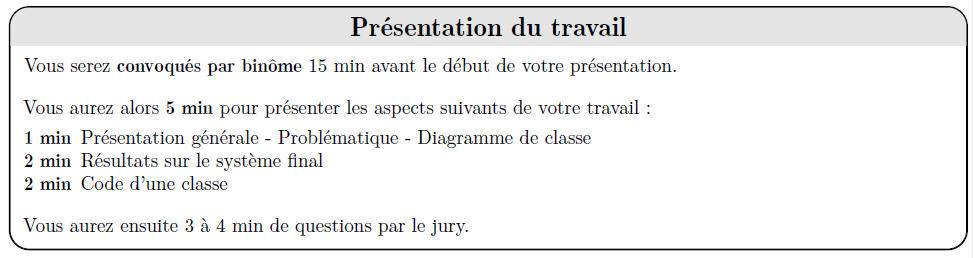 Présentation du travail
Vous serez convoqués par binôme 15 min avant le début de votre présentation.
Vous aurez alors 5 min pour présenter les aspects suivants de votre travail :
1 min Présentation générale - Problématique - Diagramme de classe
2 min Résultats sur le système final
2 min Code d'une classe
Vous aurez ensuite 3 à 4 min de questions par le jury.